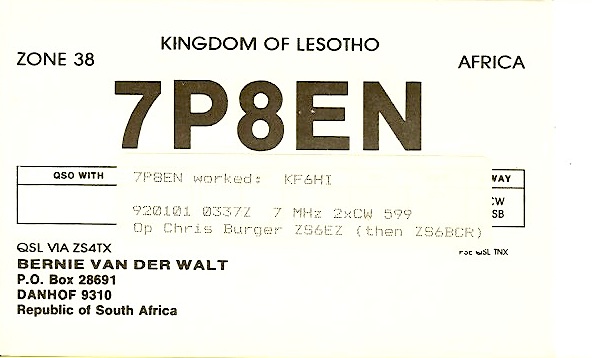 KINGDOM OF LESOTHO
ZONE 38
AFRICA
7P8EN
QSO WITH
WAY
7P8EN worked: KF6HI
CW
920101 0337Z 7 MHz 2xCW 599
SB
Op Chris Burger ZS6EZ (then ZS6BCR)
QSL VIA ZS4TX
PSE QSL TNX
BERNIE VAN DER WALT
P.O. Box 28691
DANHOF 9310
Republic of South Africa